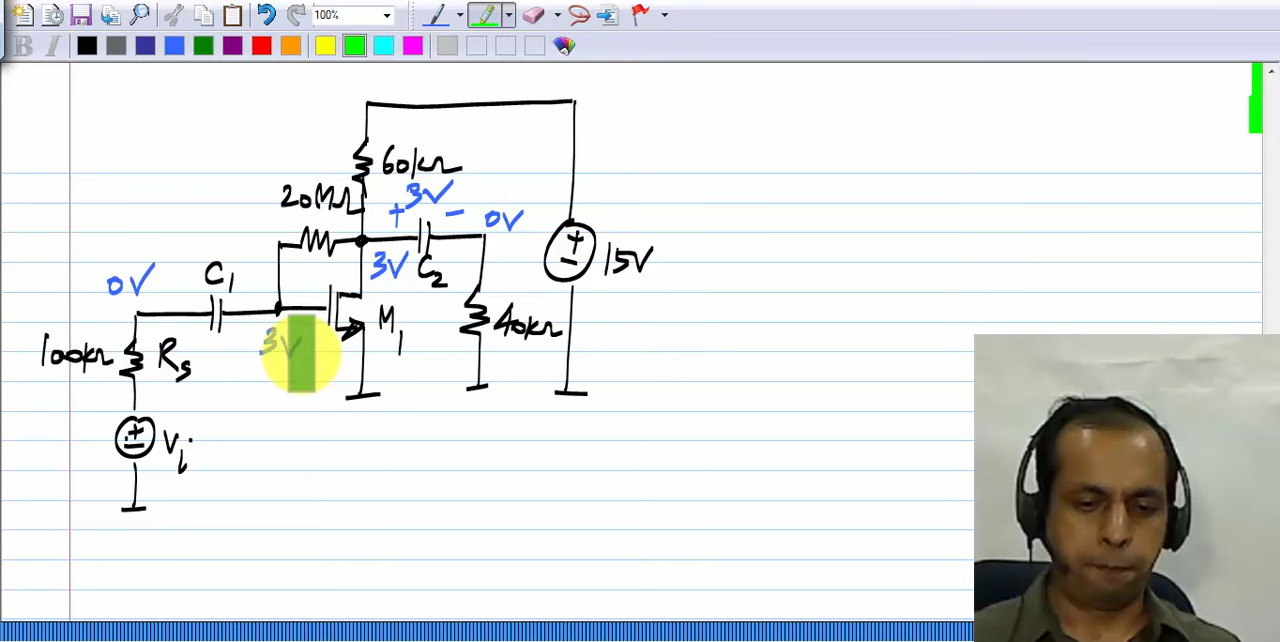 100%
B I
60kΩ
20MΩ
3V
+ − 0V
3V
C2
+
−
15V
0V
C1
3V
M1
40kΩ
100kΩ
Rs
+
−
Vi